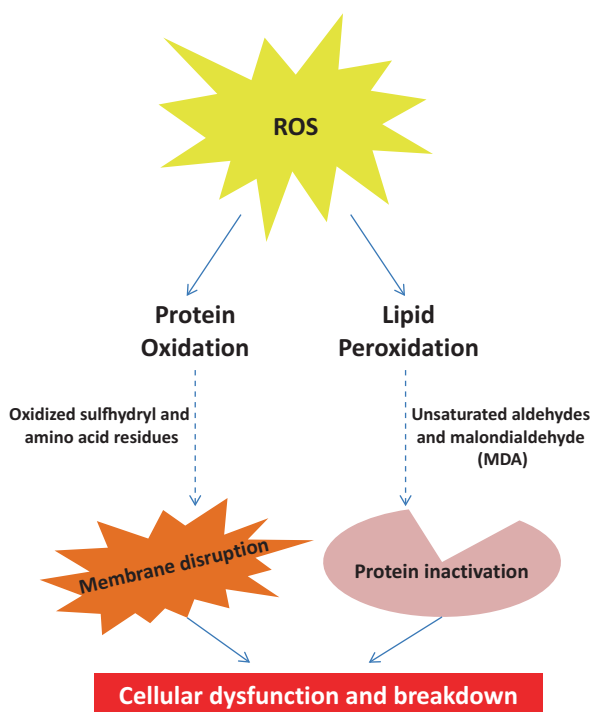 ROS
Protein
Oxidation
Lipid
Peroxidation
Oxidized sulfhydryl and
amino acid residues
Unsaturated aldehydes
and malondialdehyde
(MDA)
Membrane disruption
Protein inactivation
Cellular dysfunction and breakdown